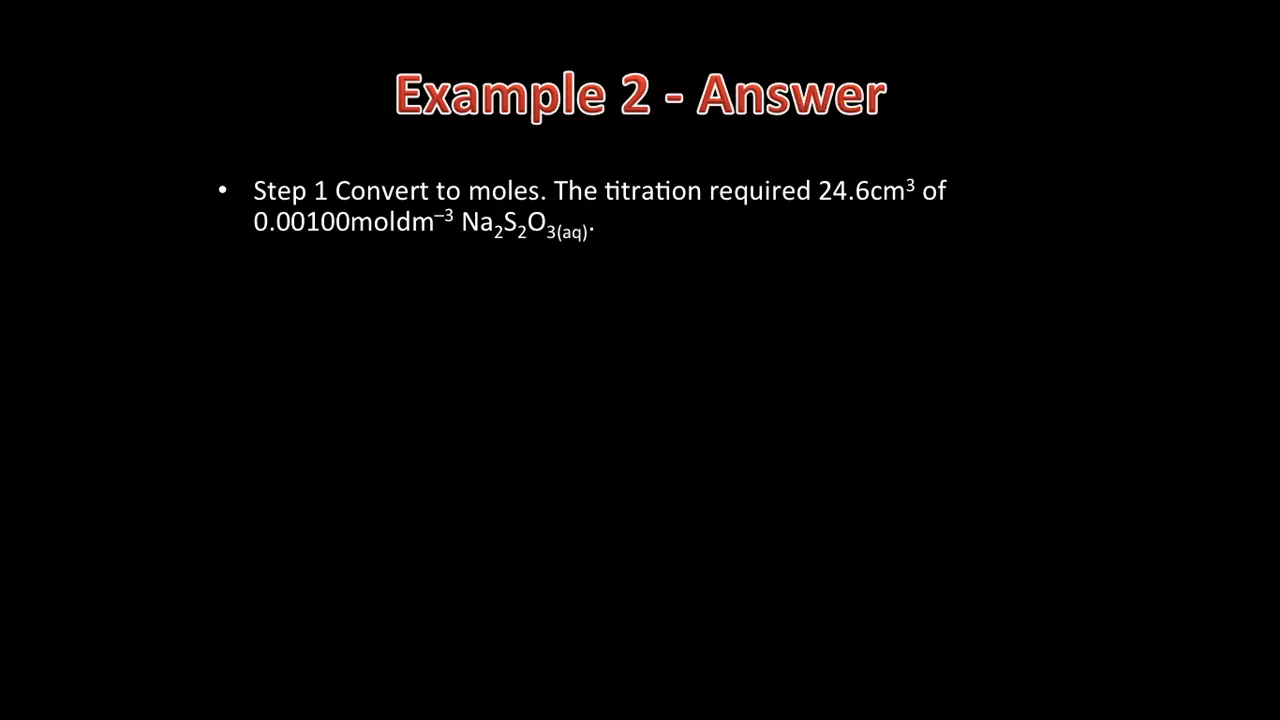 Example 2 - Answer
• Step 1 Convert to moles. The titration required 24.6cm³ of
0.00100moldm⁻³ Na₂S₂O₃₍aq₎.